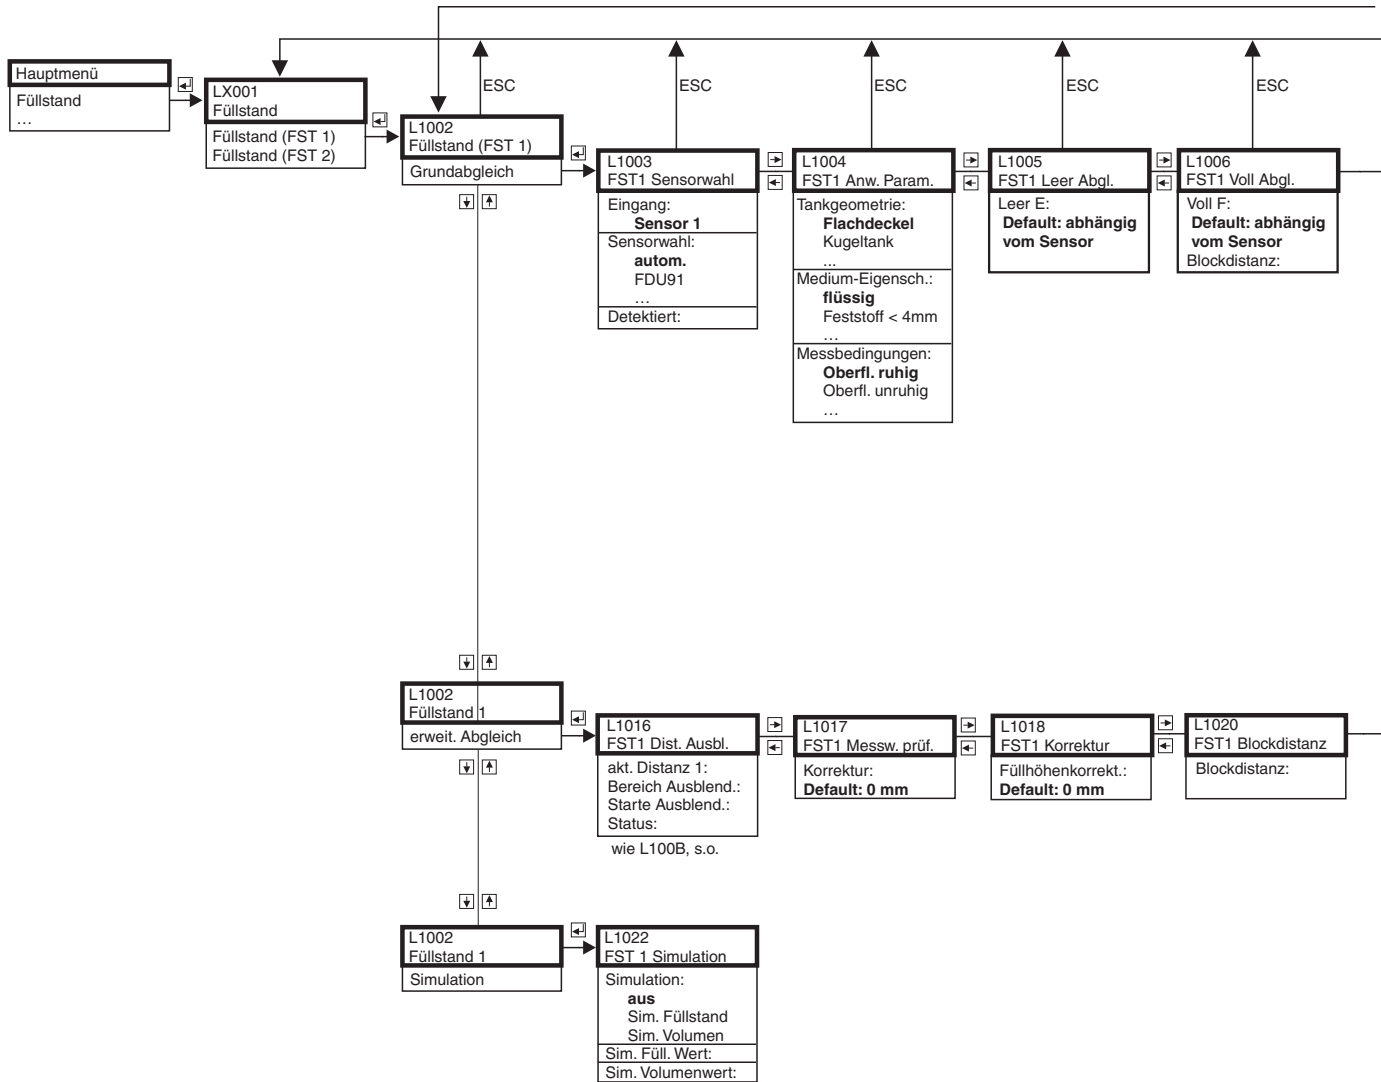 Hauptmenü
Füllstand
…
LX001
Füllstand
Füllstand (FST 1)
Füllstand (FST 2)
L1002
Füllstand (FST 1)
Grundabgleich
ESC
ESC
ESC
ESC
ESC
L1003
FST1 Sensorwahl
Eingang:
Sensor 1
Sensorwahl:
autom.
FDU91
…
Detektiert:
L1004
FST1 Anw. Param.
Tankgeometrie:
Flachdeckel
Kugeltank
...
Medium-Eigensch.:
flüssig
Feststoff < 4mm
…
Messbedingungen:
Oberfl. ruhig
Oberfl. unruhig
…
L1005
FST1 Leer Abgl.
Leer E:
Default: abhängig
vom Sensor
L1006
FST1 Voll Abgl.
Voll F:
Default: abhängig
vom Sensor
Blockdistanz:
L1002
Füllstand 1
erweit. Abgleich
L1016
FST1 Dist. Ausbl.
akt. Distanz 1:
Bereich Ausblend.:
Starte Ausblend.:
Status:
wie L100B, s.o.
L1017
FST1 Messw. prüf.
Korrektur:
Default: 0 mm
L1018
FST1 Korrektur
Füllhöhenkorrekt.:
Default: 0 mm
L1020
FST1 Blockdistanz
Blockdistanz:
L1002
Füllstand 1
Simulation
L1022
FST 1 Simulation
Simulation:
aus
Sim. Füllstand
Sim. Volumen
Sim. Füll. Wert:
Sim. Volumenwert: